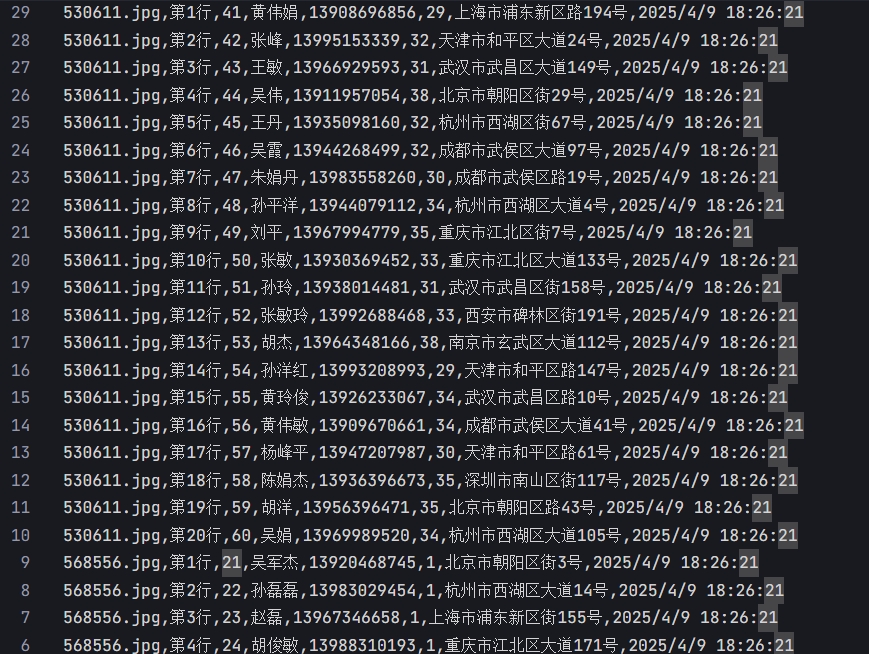 29 530611.jpg,第1行,41,黄伟娟,13908696856,29,上海市浦东新区路194号,2025/4/9 18:26:21
28 530611.jpg,第2行,42,张峰,13995153339,32,天津市和平区大道24号,2025/4/9 18:26:21
27 530611.jpg,第3行,43,王敏,13966929593,31,武汉市武昌区大道149号,2025/4/9 18:26:21
26 530611.jpg,第4行,44,吴伟,13911957054,38,北京市朝阳区街29号,2025/4/9 18:26:21
25 530611.jpg,第5行,45,王丹,13935098160,32,杭州市西湖区街67号,2025/4/9 18:26:21
24 530611.jpg,第6行,46,吴霞,13944268499,32,成都市武侯区大道97号,2025/4/9 18:26:21
23 530611.jpg,第7行,47,朱娟丹,13983558260,30,成都市武侯区路19号,2025/4/9 18:26:21
22 530611.jpg,第8行,48,孙平洋,13944079112,34,杭州市西湖区大道4号,2025/4/9 18:26:21
21 530611.jpg,第9行,49,刘平,13967994779,35,重庆市江北区街7号,2025/4/9 18:26:21
20 530611.jpg,第10行,50,张敏,13930369452,33,重庆市江北区大道133号,2025/4/9 18:26:21
19 530611.jpg,第11行,51,孙玲,13938014481,31,武汉市武昌区街158号,2025/4/9 18:26:21
18 530611.jpg,第12行,52,张敏玲,13992688468,33,西安市碑林区街191号,2025/4/9 18:26:21
17 530611.jpg,第13行,53,胡杰,13964348166,38,南京市玄武区大道112号,2025/4/9 18:26:21
16 530611.jpg,第14行,54,孙洋红,13993208993,29,天津市和平区路147号,2025/4/9 18:26:21
15 530611.jpg,第15行,55,黄玲俊,13926233067,34,武汉市武昌区路10号,2025/4/9 18:26:21
14 530611.jpg,第16行,56,黄伟敏,13909670661,34,成都市武侯区大道41号,2025/4/9 18:26:21
13 530611.jpg,第17行,57,杨峰平,13947207987,30,天津市和平区路61号,2025/4/9 18:26:21
12 530611.jpg,第18行,58,陈娟杰,13936396673,35,深圳市南山区街117号,2025/4/9 18:26:21
11 530611.jpg,第19行,59,胡洋,13956396471,35,北京市朝阳区路43号,2025/4/9 18:26:21
10 530611.jpg,第20行,60,吴娟,13969989520,34,杭州市西湖区大道105号,2025/4/9 18:26:21
9 568556.jpg,第1行,21,吴军杰,13920468745,1,北京市朝阳区街3号,2025/4/9 18:26:21
8 568556.jpg,第2行,22,孙磊磊,13983029454,1,杭州市西湖区大道14号,2025/4/9 18:26:21
7 568556.jpg,第3行,23,赵磊,13967346658,1,上海市浦东新区街155号,2025/4/9 18:26:21
6 568556.jpg,第4行,24,胡俊敏,13988310193,1,重庆市江北区大道171号,2025/4/9 18:26:21